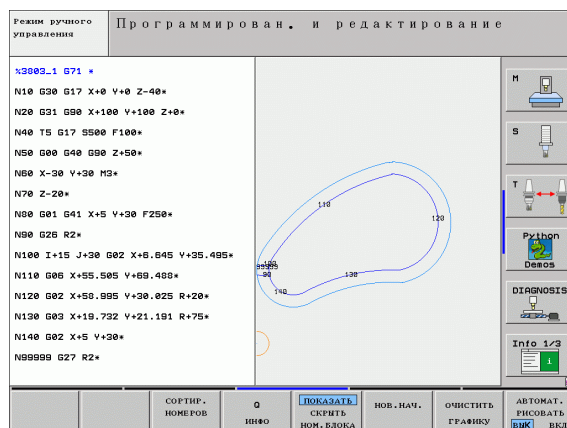 Режим ручного
управления
Программирован. и редактирование
%3803_1 G71 *
N10 G30 G17 X+0 Y+0 Z-40*
N20 G31 G90 X+100 Y+100 Z+0*
N40 T5 G17 S500 F100*
N50 G00 G40 G90 Z+50*
N60 X-30 Y+30 M3*
N70 Z-20*
N80 G01 G41 X+5 Y+30 F250*
N90 G26 R2*
N100 I+15 J+30 G02 X+6.645 Y+35.495*
N110 G06 X+55.505 Y+69.488*
N120 G02 X+58.995 Y+30.025 R+20*
N130 G03 X+19.732 Y+21.191 R+75*
N140 G02 X+5 Y+30*
N99999 G27 R2*
110
120
130
90
140
M
S
T
Python
Demos
DIAGNOSIS
Info 1/3
i
СОРТИР.
НОМЕРОВ
Q
ИНФО
ПОКАЗАТЬ
СКРЫТЬ
НОМ.БЛОКА
НОВ.НАЧ.
ОЧИСТИТЬ
ГРАФИКУ
АВТОМАТ.
РИСОВАТЬ
ВЫК ВКЛ